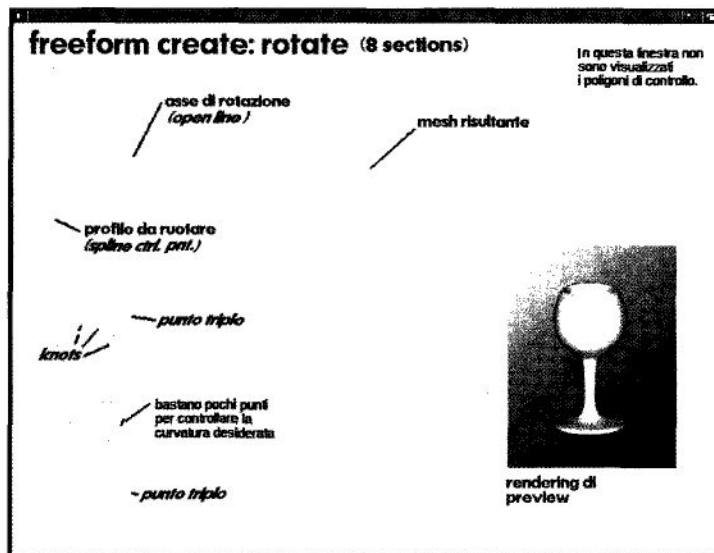 freeform create: rotate (8 sections)
In questa finestra non
sono visualizzati
i poligoni di controllo.
asse di rotazione
(open line)
mesh risultante
profilo da ruotare
(spline ctrl. pnt.)
punto triplo
knots
bastano pochi punti
per controllare la
curvatura desiderata
punto triplo
rendering di
preview